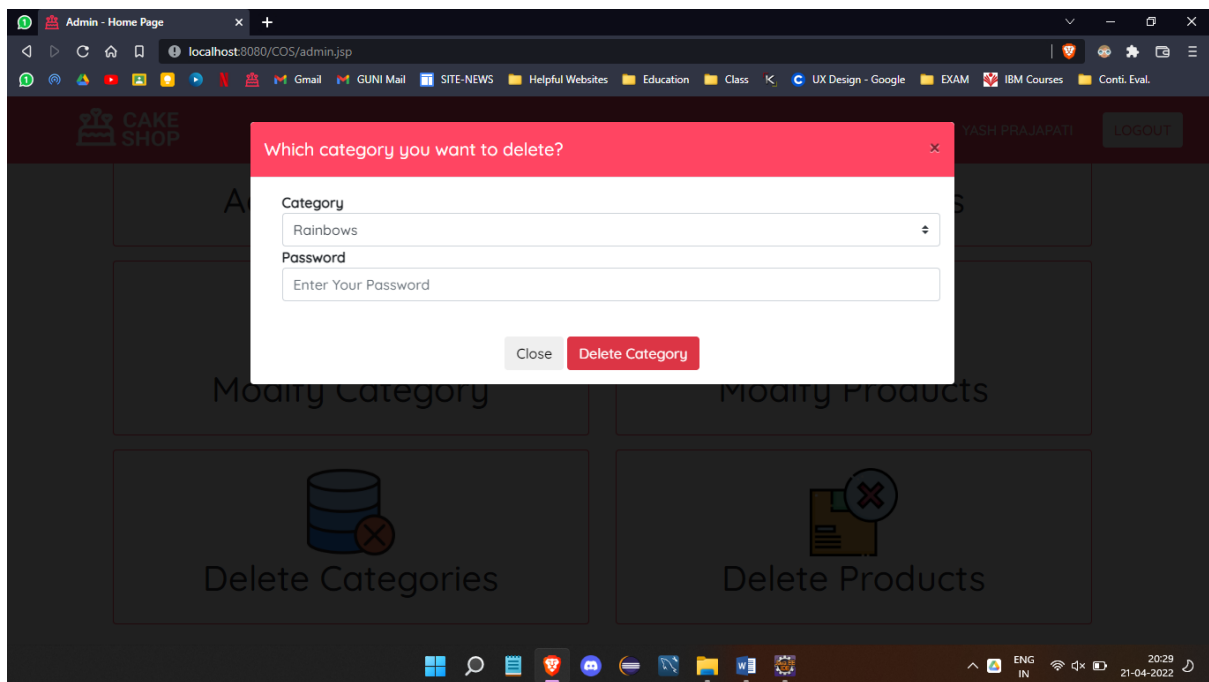 Admin - Home Page
localhost:8080/COS/admin.jsp
Gmail
GUNI Mail
SITE-NEWS
Helpful Websites
Education
Class
UX Design - Google
EXAM
IBM Courses
Conti. Eval.
CAKE
SHOP
YASH PRAJAPATI
LOGOUT
Which category you want to delete?
×
Category
Rainbows
Password
Enter Your Password
Close
Delete Category
Modify Category
Modify Products
Delete Categories
Delete Products
ENG
IN
20:29
21-04-2022